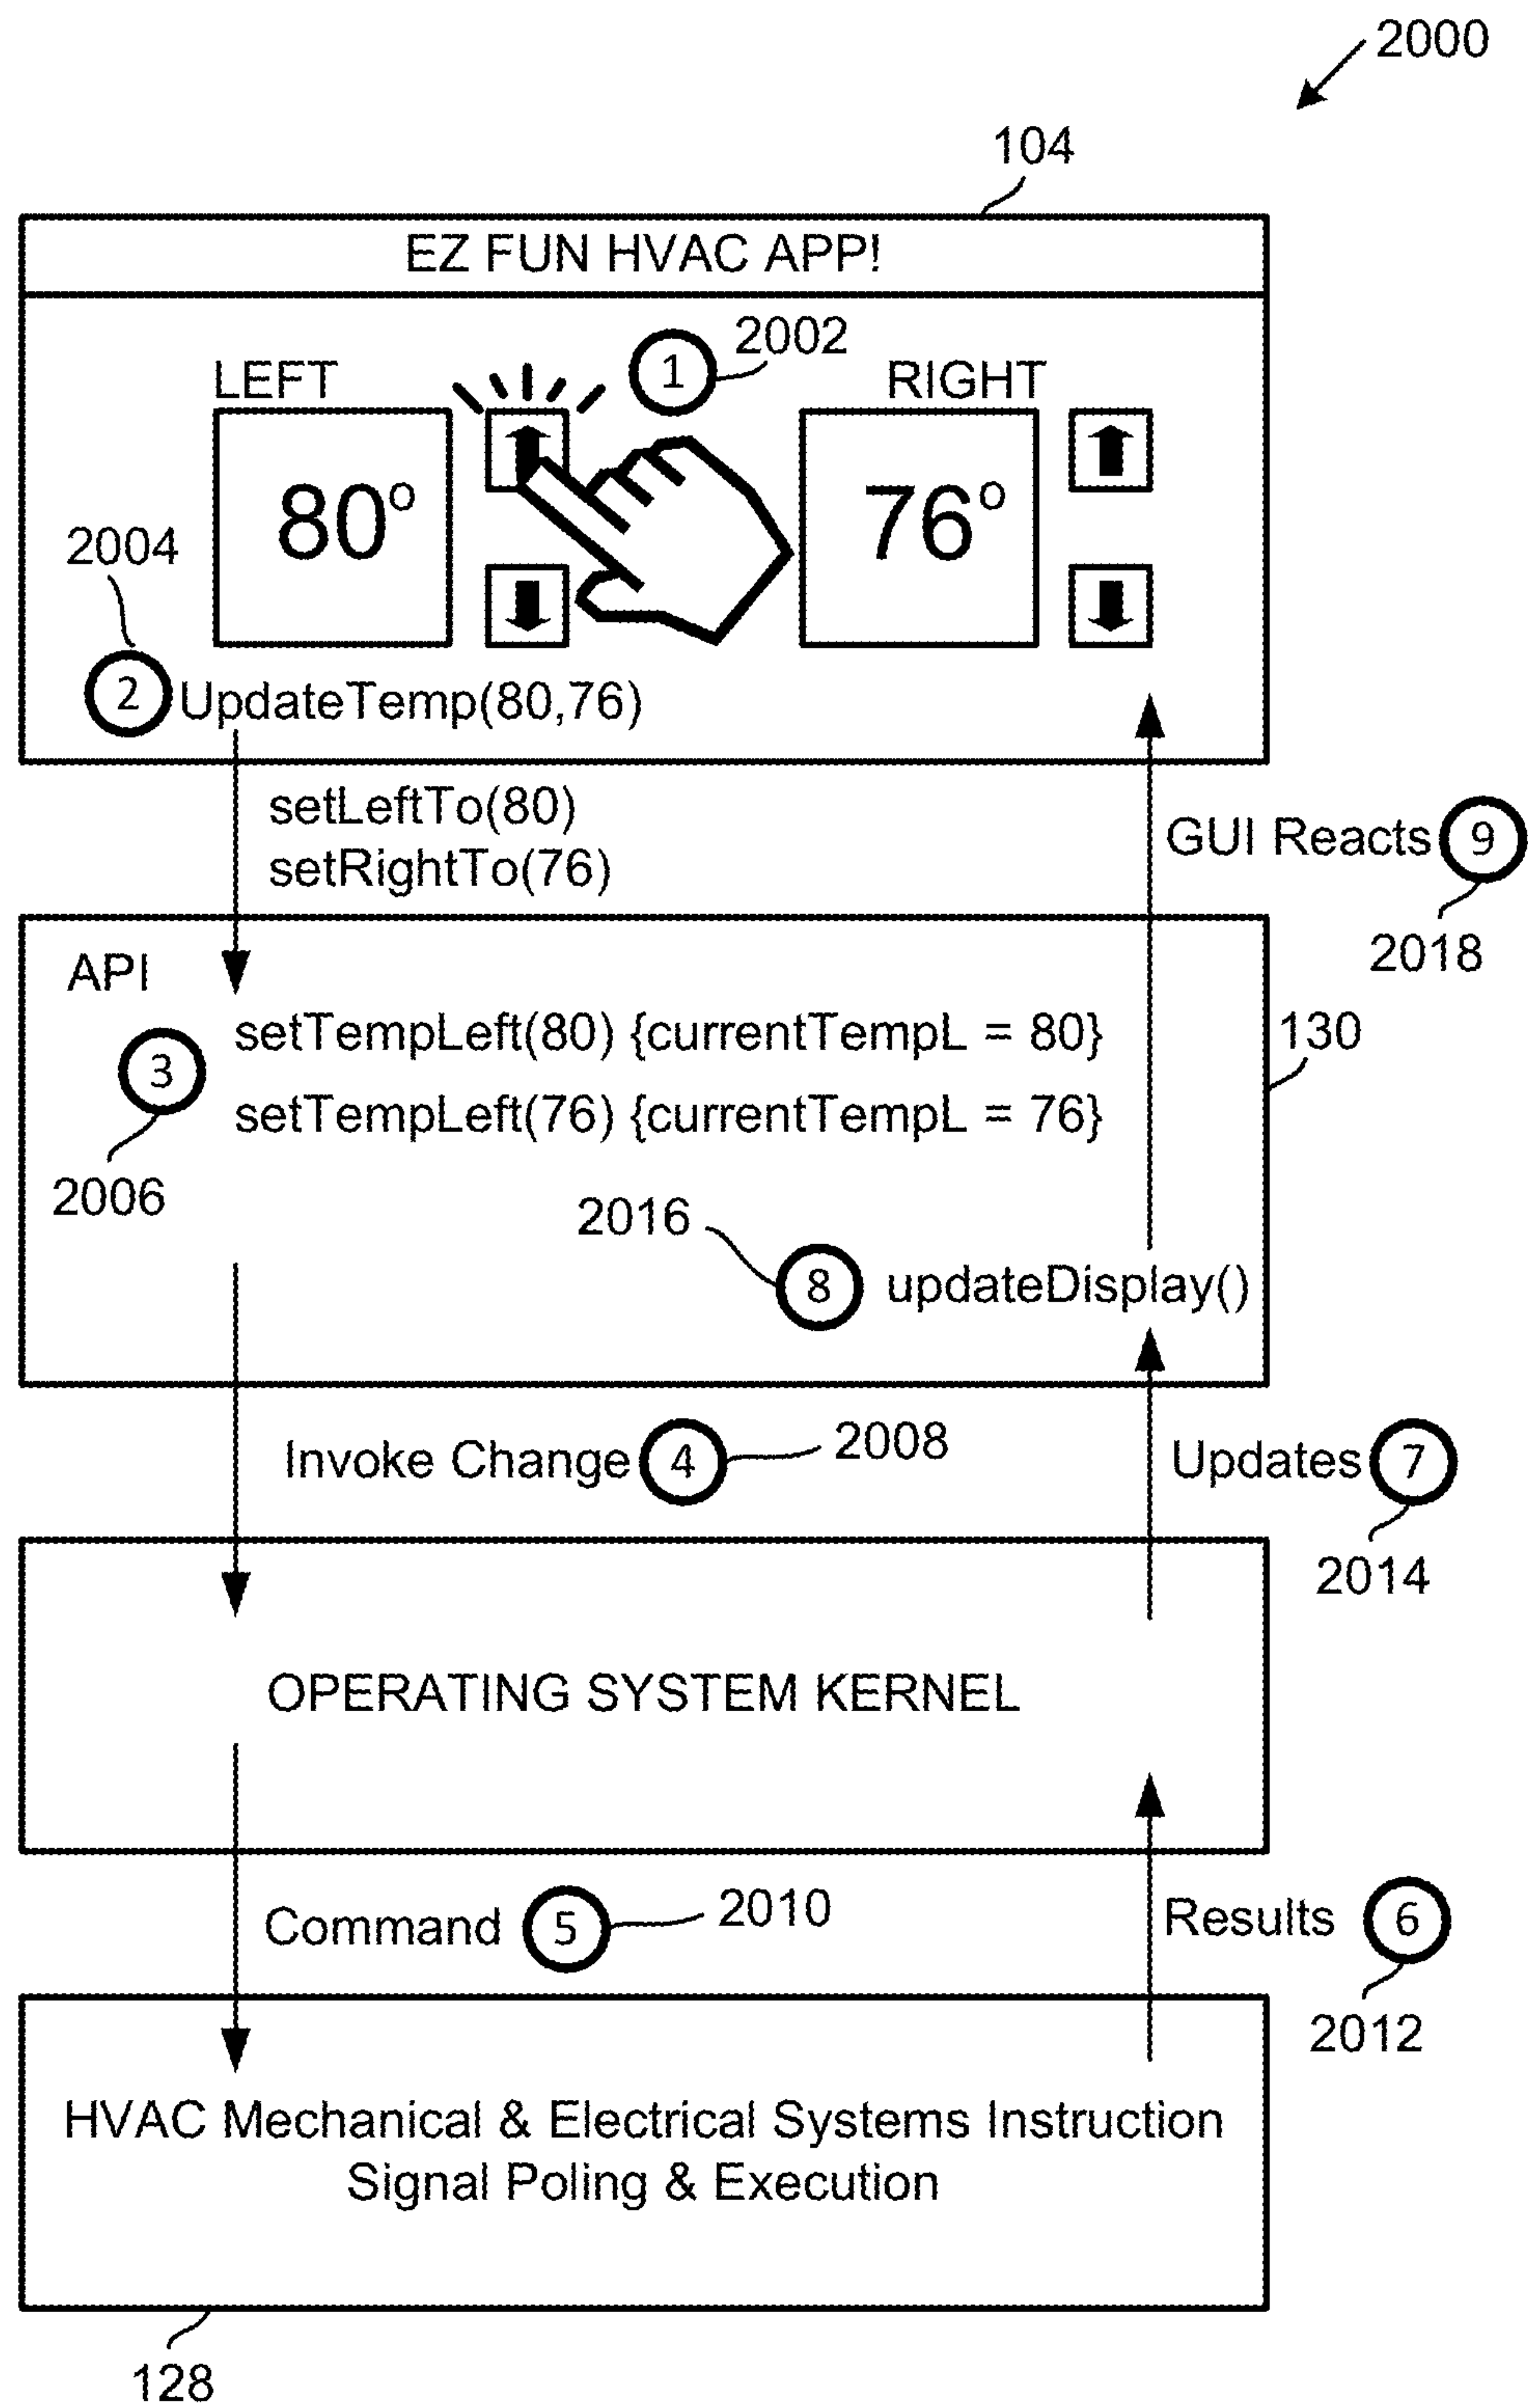 2000
104
EZ FUN HVAC APP!
1 2002
LEFT
RIGHT
80°
76°
2004
2 UpdateTemp(80,76)
setLeftTo(80)
setRightTo(76)
GUI Reacts 9
2018
API
3
setTempLeft(80) {currentTempL = 80}
setTempLeft(76) {currentTempL = 76}
130
2006
2016
8 updateDisplay()
Invoke Change 4 2008
Updates 7
2014
OPERATING SYSTEM KERNEL
Command 5 2010
Results 6
2012
HVAC Mechanical & Electrical Systems Instruction
Signal Poling & Execution
128